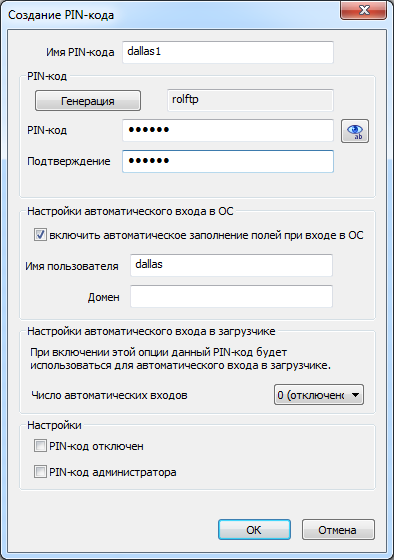 Создание PIN-кода
Имя PIN-кода dallas1
PIN-код
Генерация rolftp
PIN-код ●●●●●●
ab
Подтверждение ●●●●●●
Настройки автоматического входа в ОС
включить автоматическое заполнение полей при входе в ОС
Имя пользователя dallas
Домен
Настройки автоматического входа в загрузчике
При включении этой опции данный PIN-код будет
использоваться для автоматического входа в загрузчике.
Число автоматических входов 0 (отключено
Настройки
PIN-код отключен
PIN-код администратора
OK Отмена